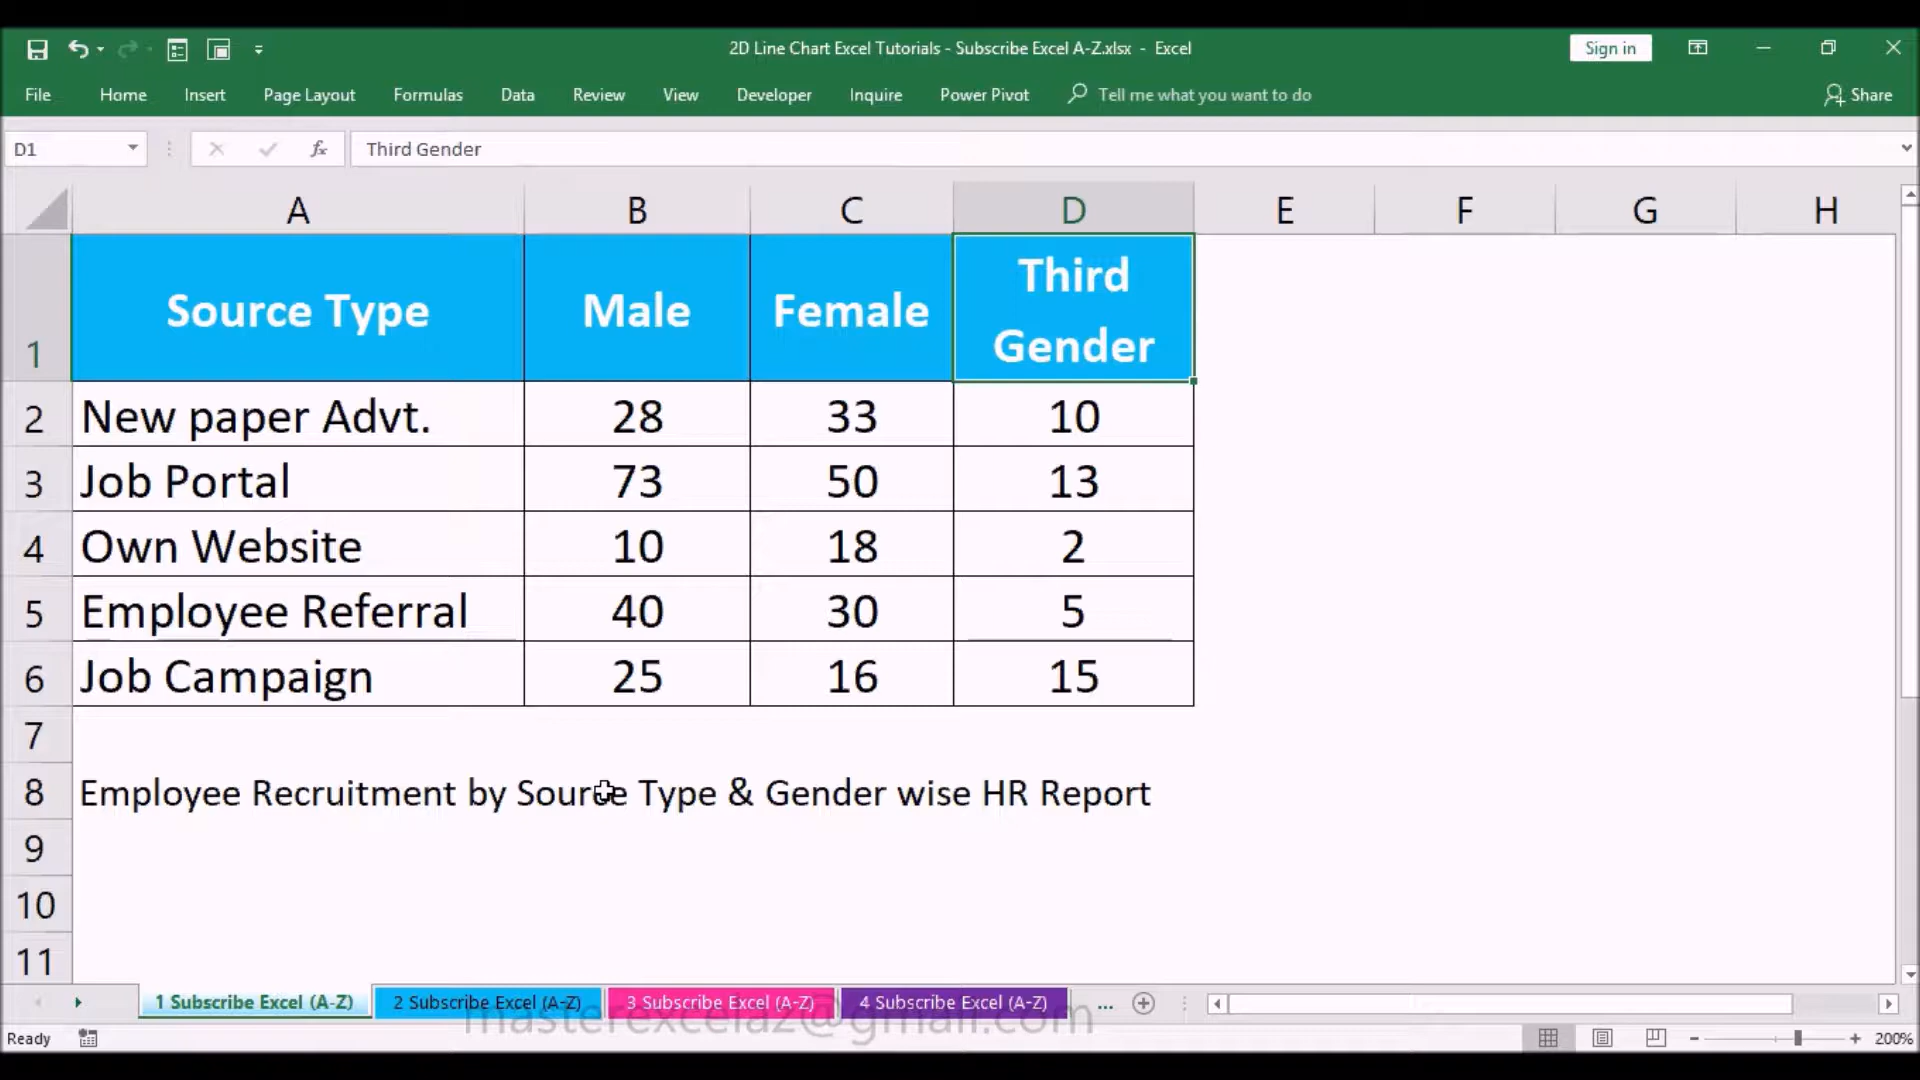 2D Line Chart Excel Tutorials - Subscribe Excel A-Z.xlsx - Excel
Sign in
File Home Insert Page Layout Formulas Data Review View Developer Inquire Power Pivot Tell me what you want to do Share
D1 fx Third Gender
A B C D E F G H
1 Source Type Male Female Third
Gender
2 New paper Advt. 28 33 10
3 Job Portal 73 50 13
4 Own Website 10 18 2
5 Employee Referral 40 30 5
6 Job Campaign 25 16 15
7
8 Employee Recruitment by Source Type & Gender wise HR Report
9
10
11
1 Subscribe Excel (A-Z) 2 Subscribe Excel (A-Z) 3 Subscribe Excel (A-Z) 4 Subscribe Excel (A-Z) ...
masterexcelaz@gmail.com
Ready 200%